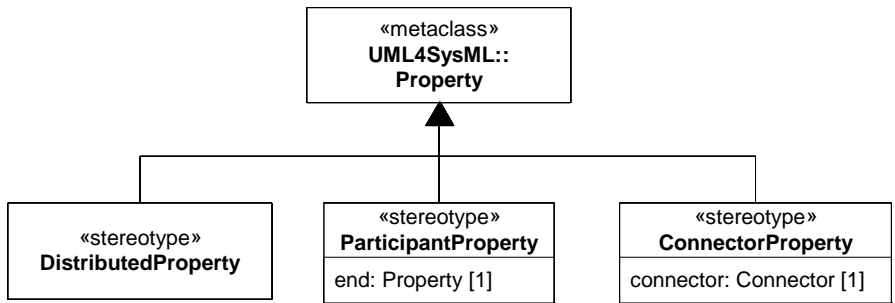 «metaclass»
UML4SysML::
Property
«stereotype»
DistributedProperty
«stereotype»
ParticipantProperty
end: Property [1]
«stereotype»
ConnectorProperty
connector: Connector [1]